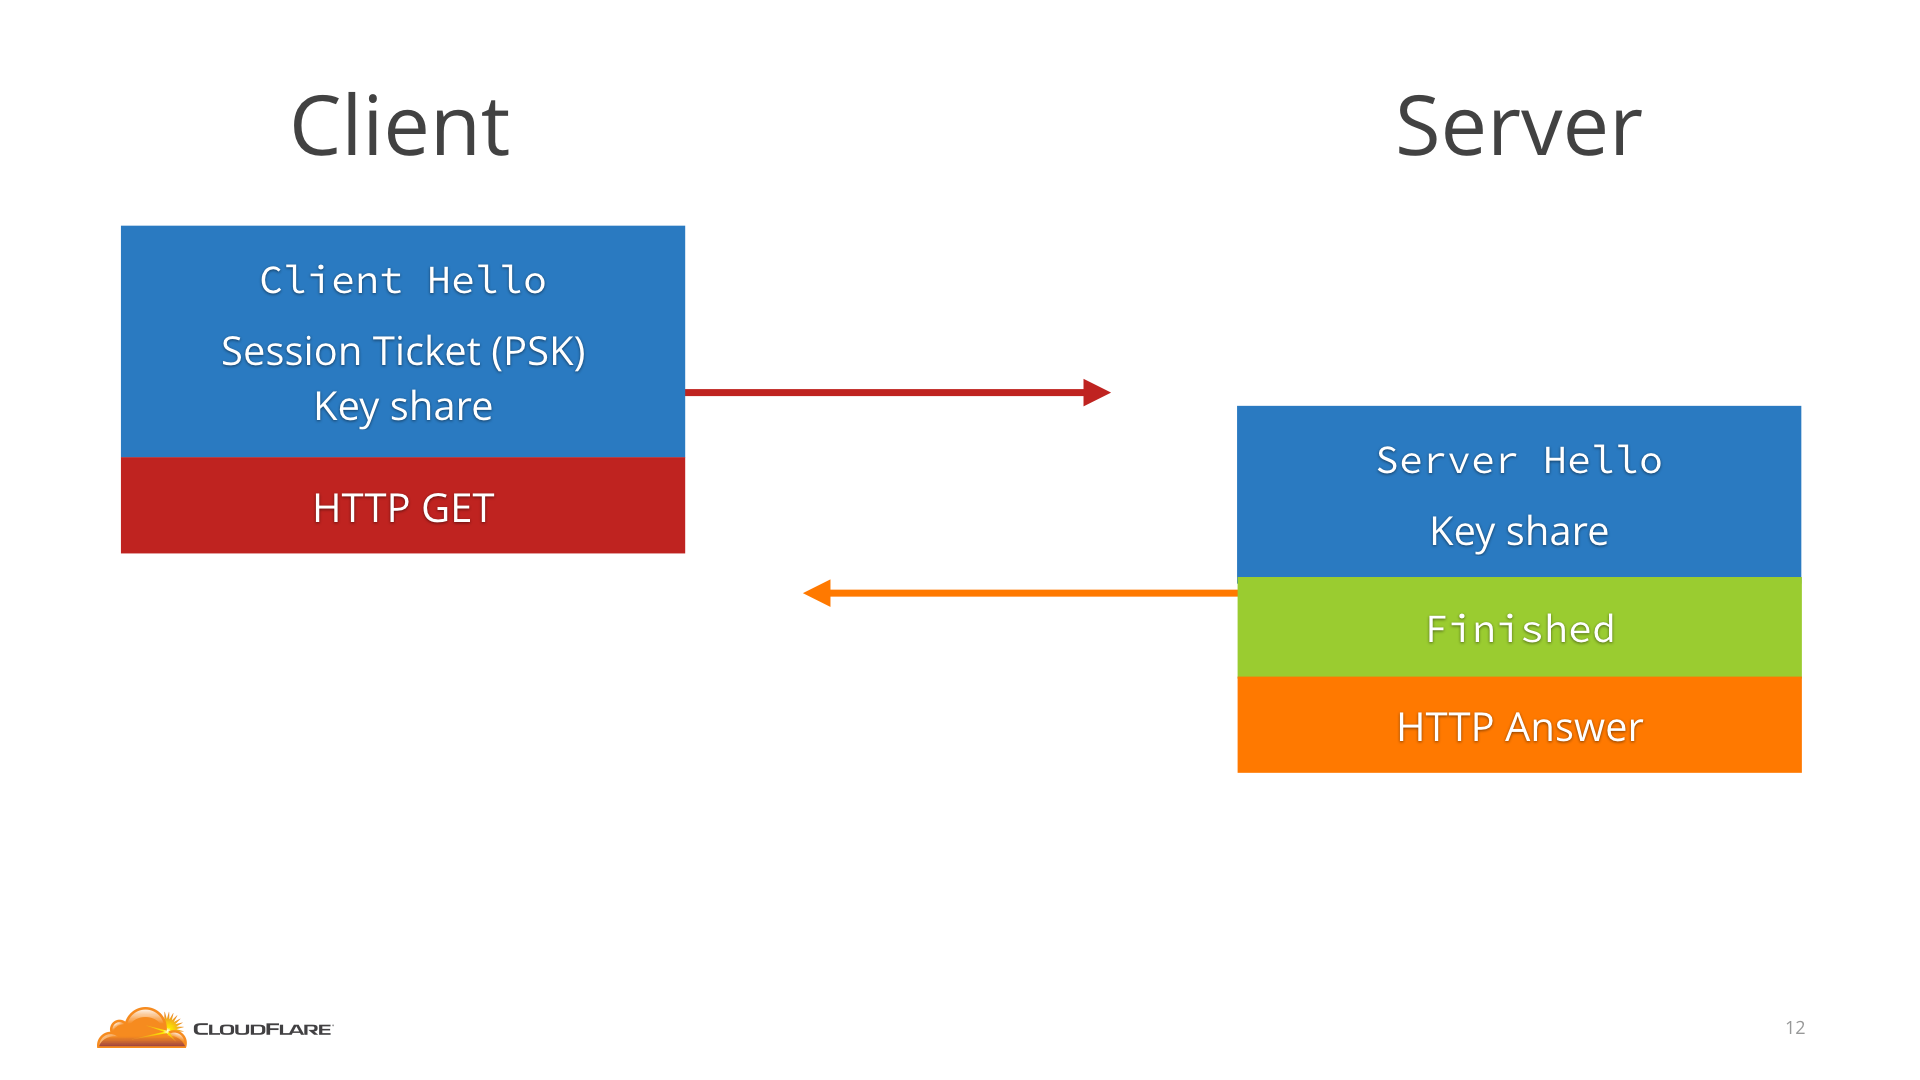 Client
Server
Client Hello
Session Ticket (PSK)
Key share
HTTP GET
Server Hello
Key share
Finished
HTTP Answer
CLOUDFLARE
12